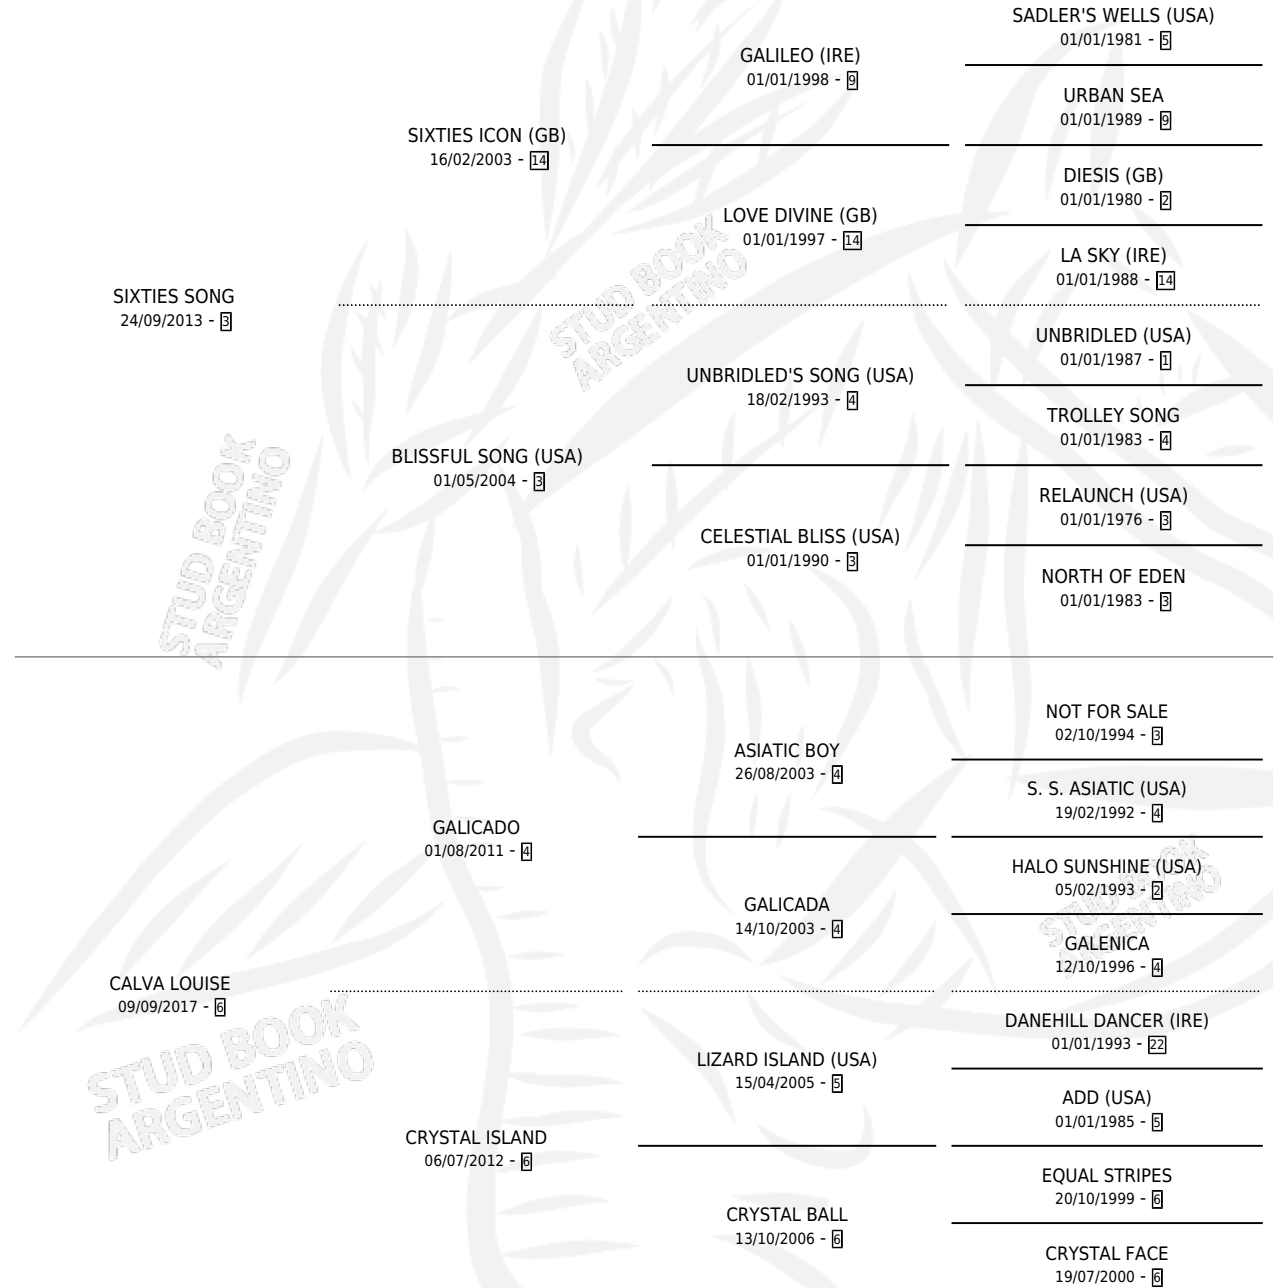 SADLER'S WELLS (USA)
01/01/1981 - 5
GALILEO (IRE)
01/01/1998 - 9
URBAN SEA
01/01/1989 - 9
SIXTIES ICON (GB)
16/02/2003 - 14
DIESIS (GB)
01/01/1980 - 2
LOVE DIVINE (GB)
01/01/1997 - 14
LA SKY (IRE)
01/01/1988 - 14
SIXTIES SONG
24/09/2013 - 3
STUD BOOK
ARGENTINO
UNBRIDLED (USA)
01/01/1987 - 1
UNBRIDLED'S SONG (USA)
18/02/1993 - 4
TROLLEY SONG
01/01/1983 - 4
BLISSFUL SONG (USA)
01/05/2004 - 3
RELAUNCH (USA)
01/01/1976 - 3
CELESTIAL BLISS (USA)
01/01/1990 - 3
NORTH OF EDEN
01/01/1983 - 3
STUD BOOK
ARGENTINO
NOT FOR SALE
02/10/1994 - 3
ASIATIC BOY
26/08/2003 - 4
S. S. ASIATIC (USA)
19/02/1992 - 4
GALICADO
01/08/2011 - 4
HALO SUNSHINE (USA)
05/02/1993 - 2
STUD BOOK
ARGENTINO
GALICADA
14/10/2003 - 4
GALENICA
12/10/1996 - 4
CALVA LOUISE
09/09/2017 - 6
STUD BOOK
ARGENTINO
DANEHILL DANCER (IRE)
01/01/1993 - 22
LIZARD ISLAND (USA)
15/04/2005 - 5
ADD (USA)
01/01/1985 - 5
CRYSTAL ISLAND
06/07/2012 - 6
EQUAL STRIPES
20/10/1999 - 6
CRYSTAL BALL
13/10/2006 - 6
CRYSTAL FACE
19/07/2000 - 6